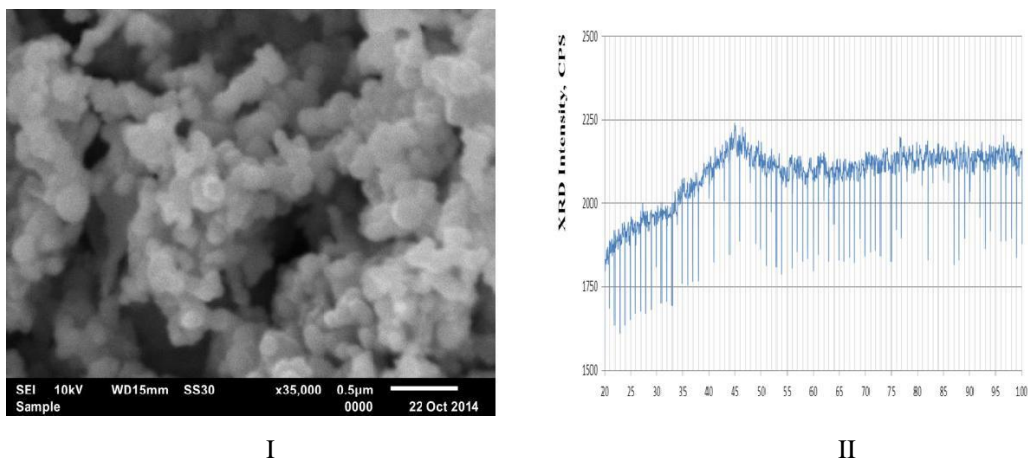 SEI 10kV WD15mm SS30 x35,000 0.5µm
Sample 0000 22 Oct 2014
I
XRD Intensity, CPS
2500
2250
2000
1750
1500
20 25 30 35 40 45 50 55 60 65 70 75 80 85 90 95 100
II